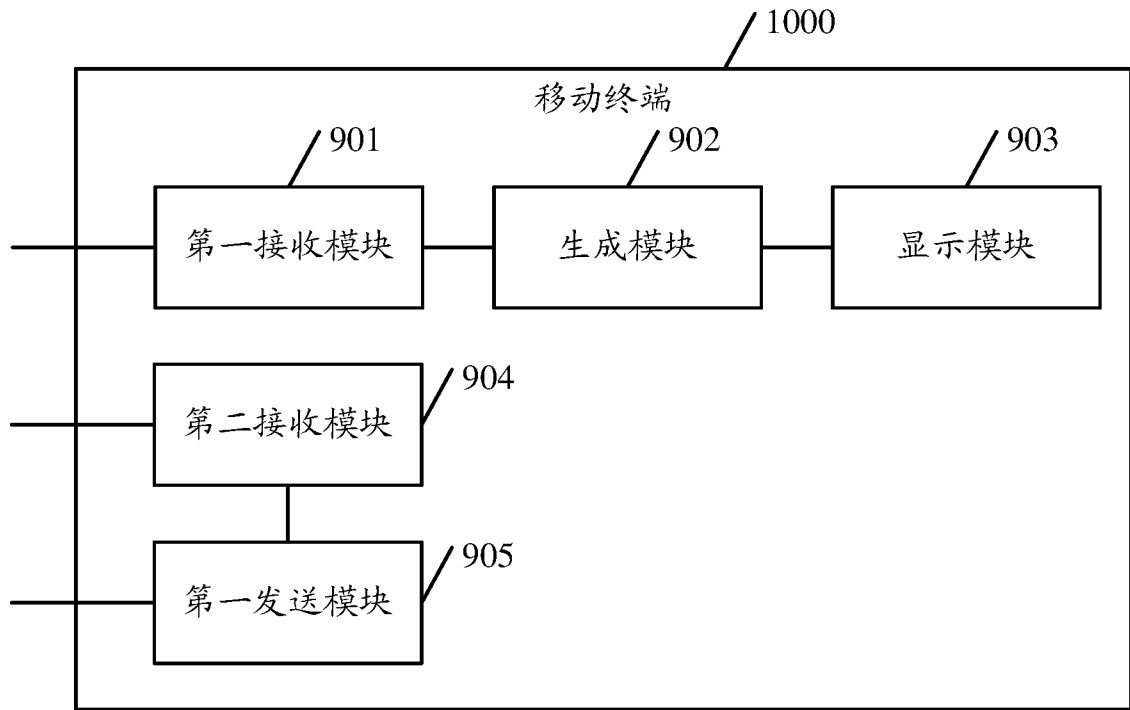 1000
移动终端
901
902
903
第一接收模块
生成模块
显示模块
904
第二接收模块
905
第一发送模块